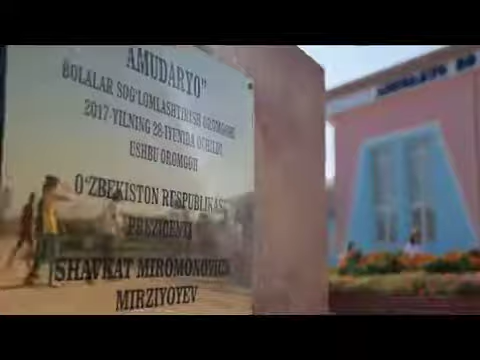 AMUDARYO"
BOLALAR SOG'LOMLASHTIRISH OROMGOHI
2017-YILNING 28-IYUNIDA OCHILDI
USHBU OROMGOH
O'ZBEKISTON RESPUBLIKASI
PREZIDENTI
SHAVKAT MIROMONOVICH
MIRZIYOYEV